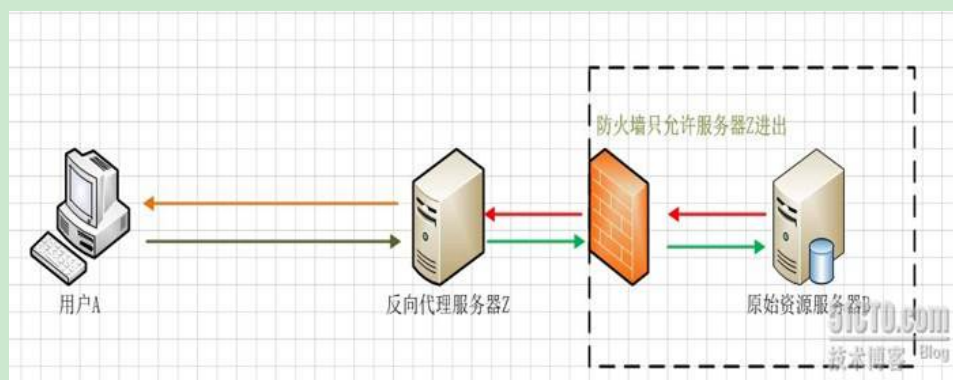 防火墙只允许服务器Z进出
用户A
反向代理服务器Z
原始资源服务器B
51CTO.com
技术博客 Blog